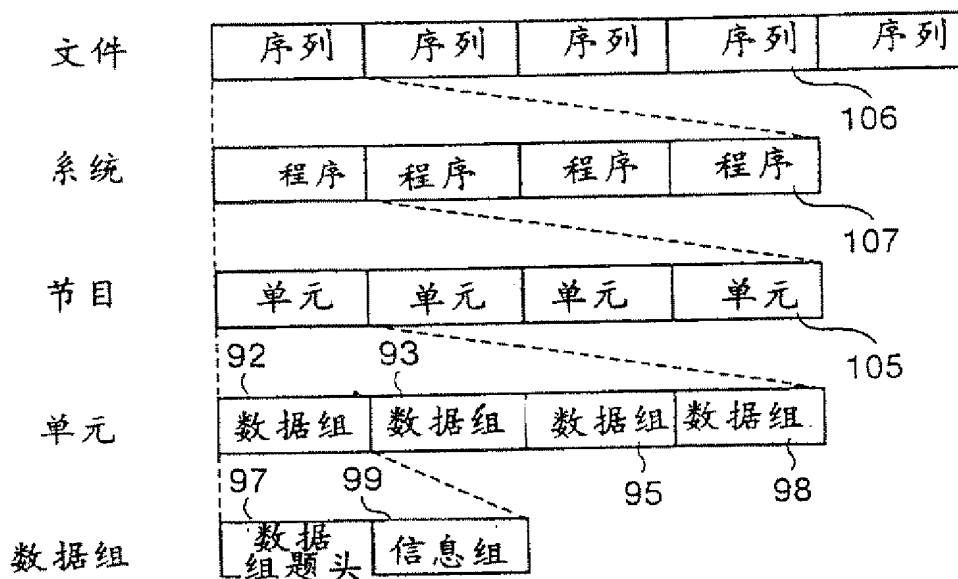 文件 序列 序列 序列 序列 序列
106
系统 程序 程序 程序 程序
107
节目 单元 单元 单元 单元
105
92 93
单元 数据组 数据组 数据组 数据组
97 99 95 98
数据组 数据组题头 信息组